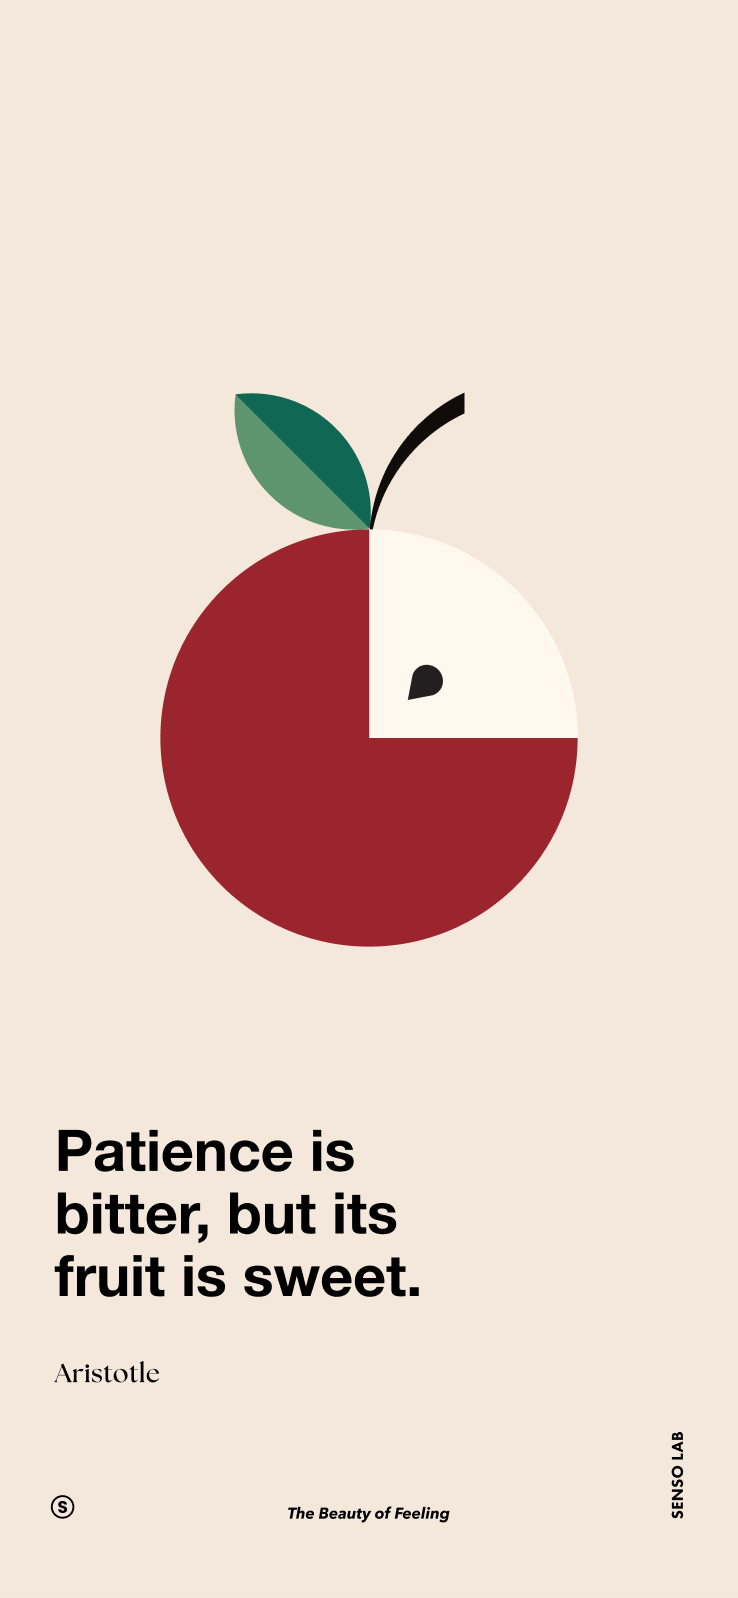 Patience is
bitter, but its
fruit is sweet.
Aristotle
SENSO LAB
S
The Beauty of Feeling